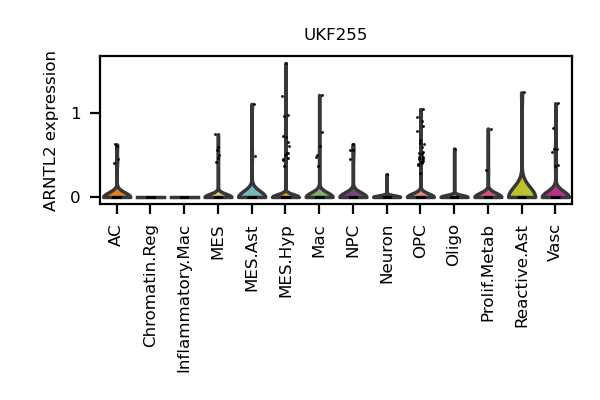 UKF255
ARNTL2 expression
1
0
AC
Chromatin.Reg
Inflammatory.Mac
MES
MES.Ast
MES.Hyp
Mac
NPC
Neuron
OPC
Oligo
Prolif.Metab
Reactive.Ast
Vasc